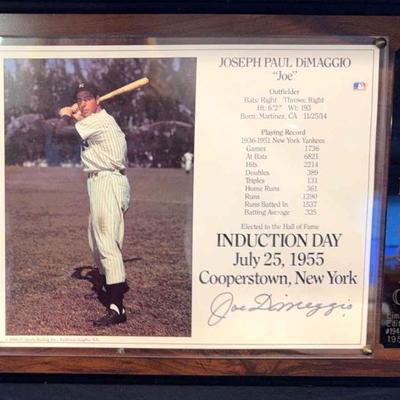 JOSEPH PAUL DiMAGGIO
"Joe"
Outfielder
Bats: Right Throws: Right
Ht: 6'2" Wt: 193
Born: Martinez, CA 11/25/14
Playing Record
1936-1951 New York Yankees
Games 1736
At Bats 6821
Hits 2214
Doubles 389
Triples 131
Home Runs 361
Runs 1390
Runs Batted In 1537
Batting Average .325
Elected to the Hall of Fame
INDUCTION DAY
July 25, 1955
Cooperstown, New York
Joe DiMaggio